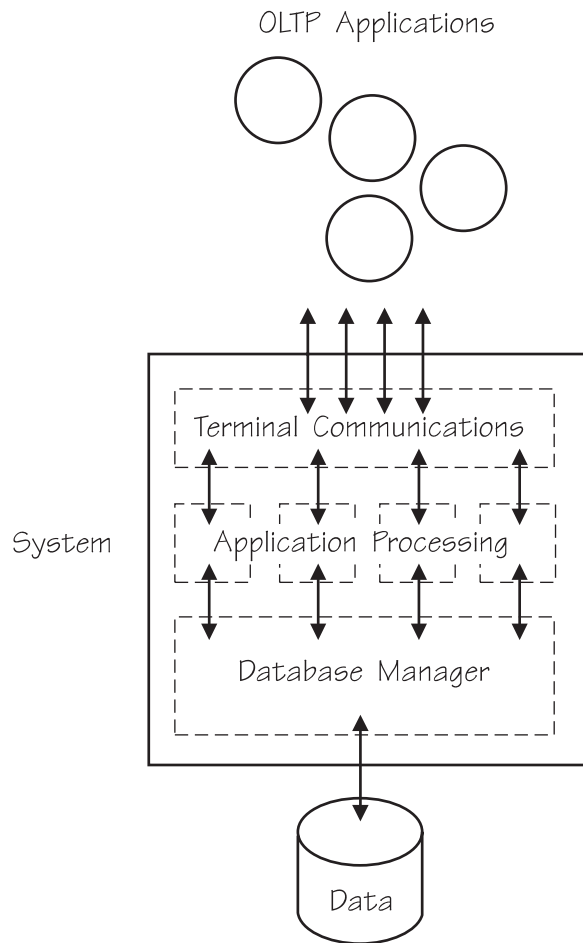 OLTP Applications
Terminal Communications
System
Application Processing
Database Manager
Data